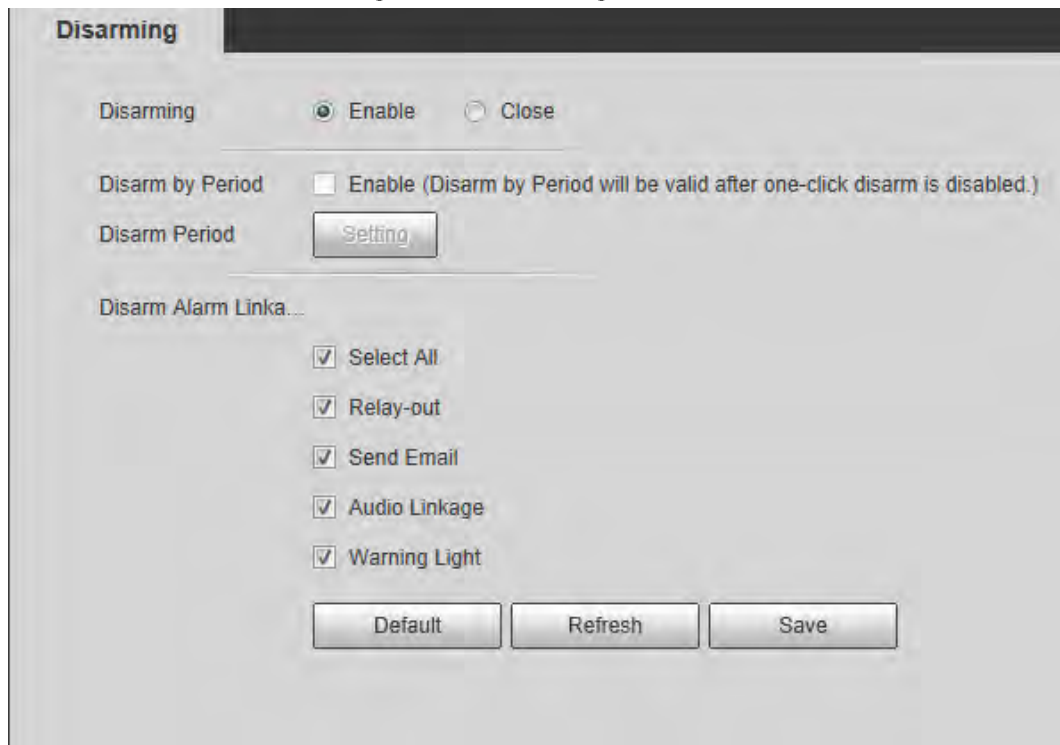 Disarming
Disarming Enable Close
Disarm by Period Enable (Disarm by Period will be valid after one-click disarm is disabled.)
Disarm Period Setting
Disarm Alarm Linka...
Select All
Relay-out
Send Email
Audio Linkage
Warning Light
Default Refresh Save